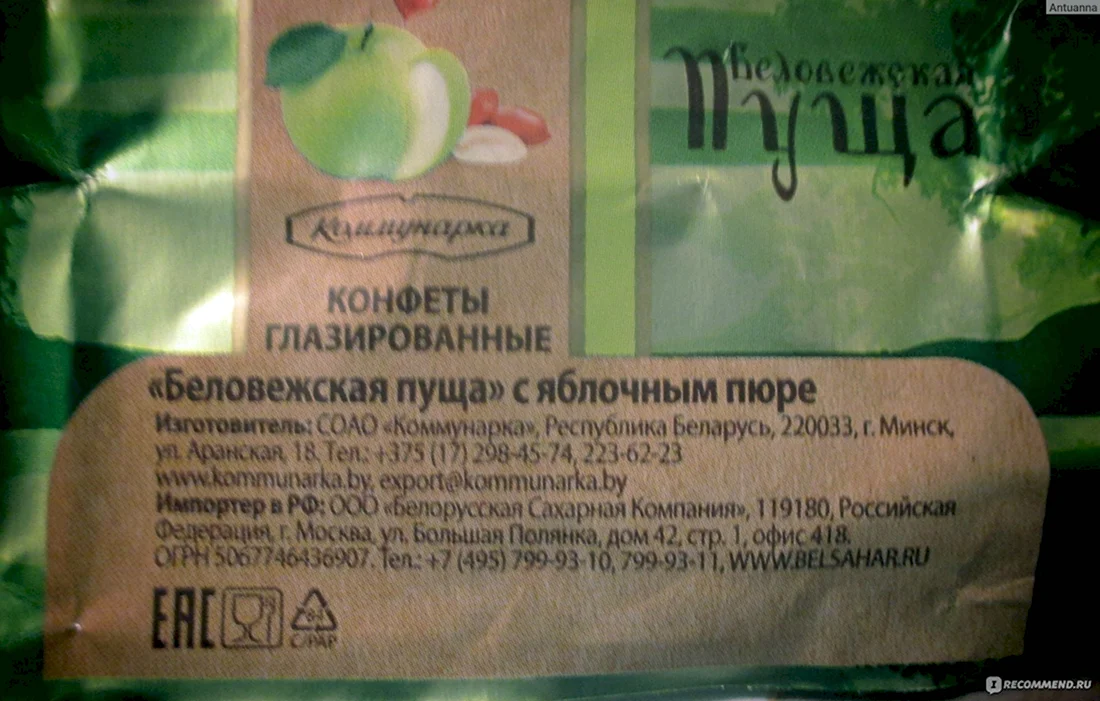 Antuanna
Беловежская
пуща
Коммунарка
КОНФЕТЫ
ГЛАЗИРОВАННЫЕ
«Беловежская пуща» с яблочным пюре
Изготовитель: СОАО «Коммунарка», Республика Беларусь, 220033, г. Минск,
ул. Аранская, 18. Тел.: +375 (17) 298-45-74, 223-62-23
www.kommunarka.by, export@kommunarka.by
Импортер в РФ: ООО «Белорусская Сахарная Компания», 119180, Российская
Федерация, г. Москва, ул. Большая Полянка, дом 42, стр. 1, офис 418.
ОГРН 5067746436907. Тел.: +7 (495) 799-93-10, 799-93-11, WWW.BELSAHAR.RU
EAC
C/PAP
I RECOMMEND.RU